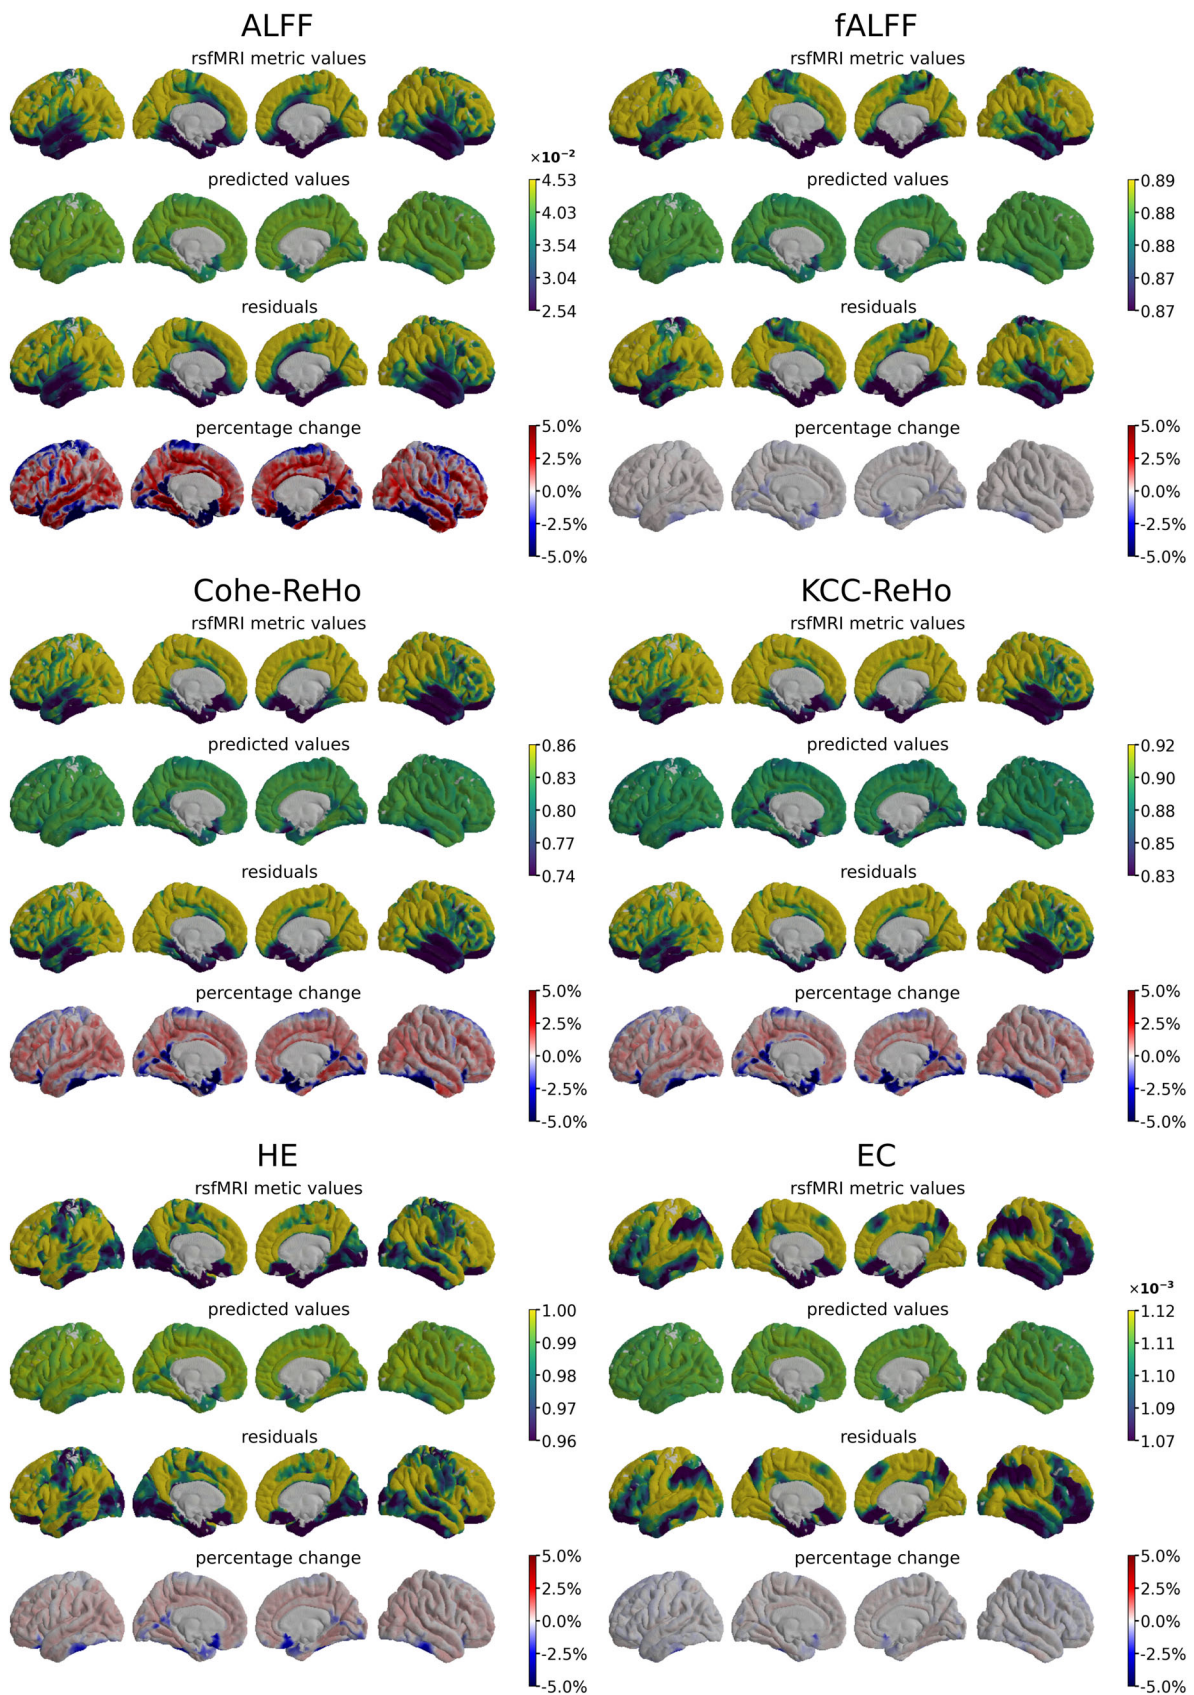 ALFF
rsfMRI metric values
×10⁻²
predicted values
4.53
4.03
3.54
3.04
2.54
residuals
percentage change
5.0%
2.5%
0.0%
-2.5%
-5.0%
fALFF
rsfMRI metric values
predicted values
0.89
0.88
0.88
0.87
0.87
residuals
percentage change
5.0%
2.5%
0.0%
-2.5%
-5.0%
Cohe-ReHo
rsfMRI metric values
predicted values
0.86
0.83
0.80
0.77
0.74
residuals
percentage change
5.0%
2.5%
0.0%
-2.5%
-5.0%
KCC-ReHo
rsfMRI metric values
predicted values
0.92
0.90
0.88
0.85
0.83
residuals
percentage change
5.0%
2.5%
0.0%
-2.5%
-5.0%
HE
rsfMRI metic values
predicted values
1.00
0.99
0.98
0.97
0.96
residuals
percentage change
5.0%
2.5%
0.0%
-2.5%
-5.0%
EC
rsfMRI metric values
×10⁻³
predicted values
1.12
1.11
1.10
1.09
1.07
residuals
percentage change
5.0%
2.5%
0.0%
-2.5%
-5.0%